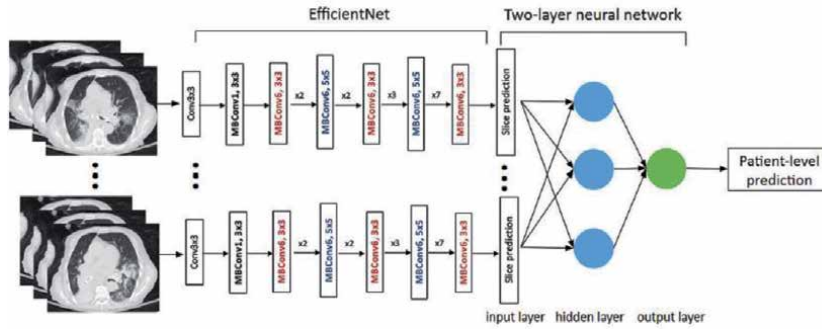 EfficientNet
Two-layer neural network
Conv3x3
MBConv1, 3x3
MBConv6, 3x3
x2
MBConv6, 5x5
x2
MBConv6, 3x3
x3
MBConv6, 5x5
x7
MBConv6, 3x3
Slice prediction
Patient-level
prediction
Conv3x3
MBConv1, 3x3
MBConv6, 3x3
x2
MBConv6, 5x5
x2
MBConv6, 3x3
x3
MBConv6, 5x5
x7
MBConv6, 3x3
Slice prediction
input layer
hidden layer
output layer